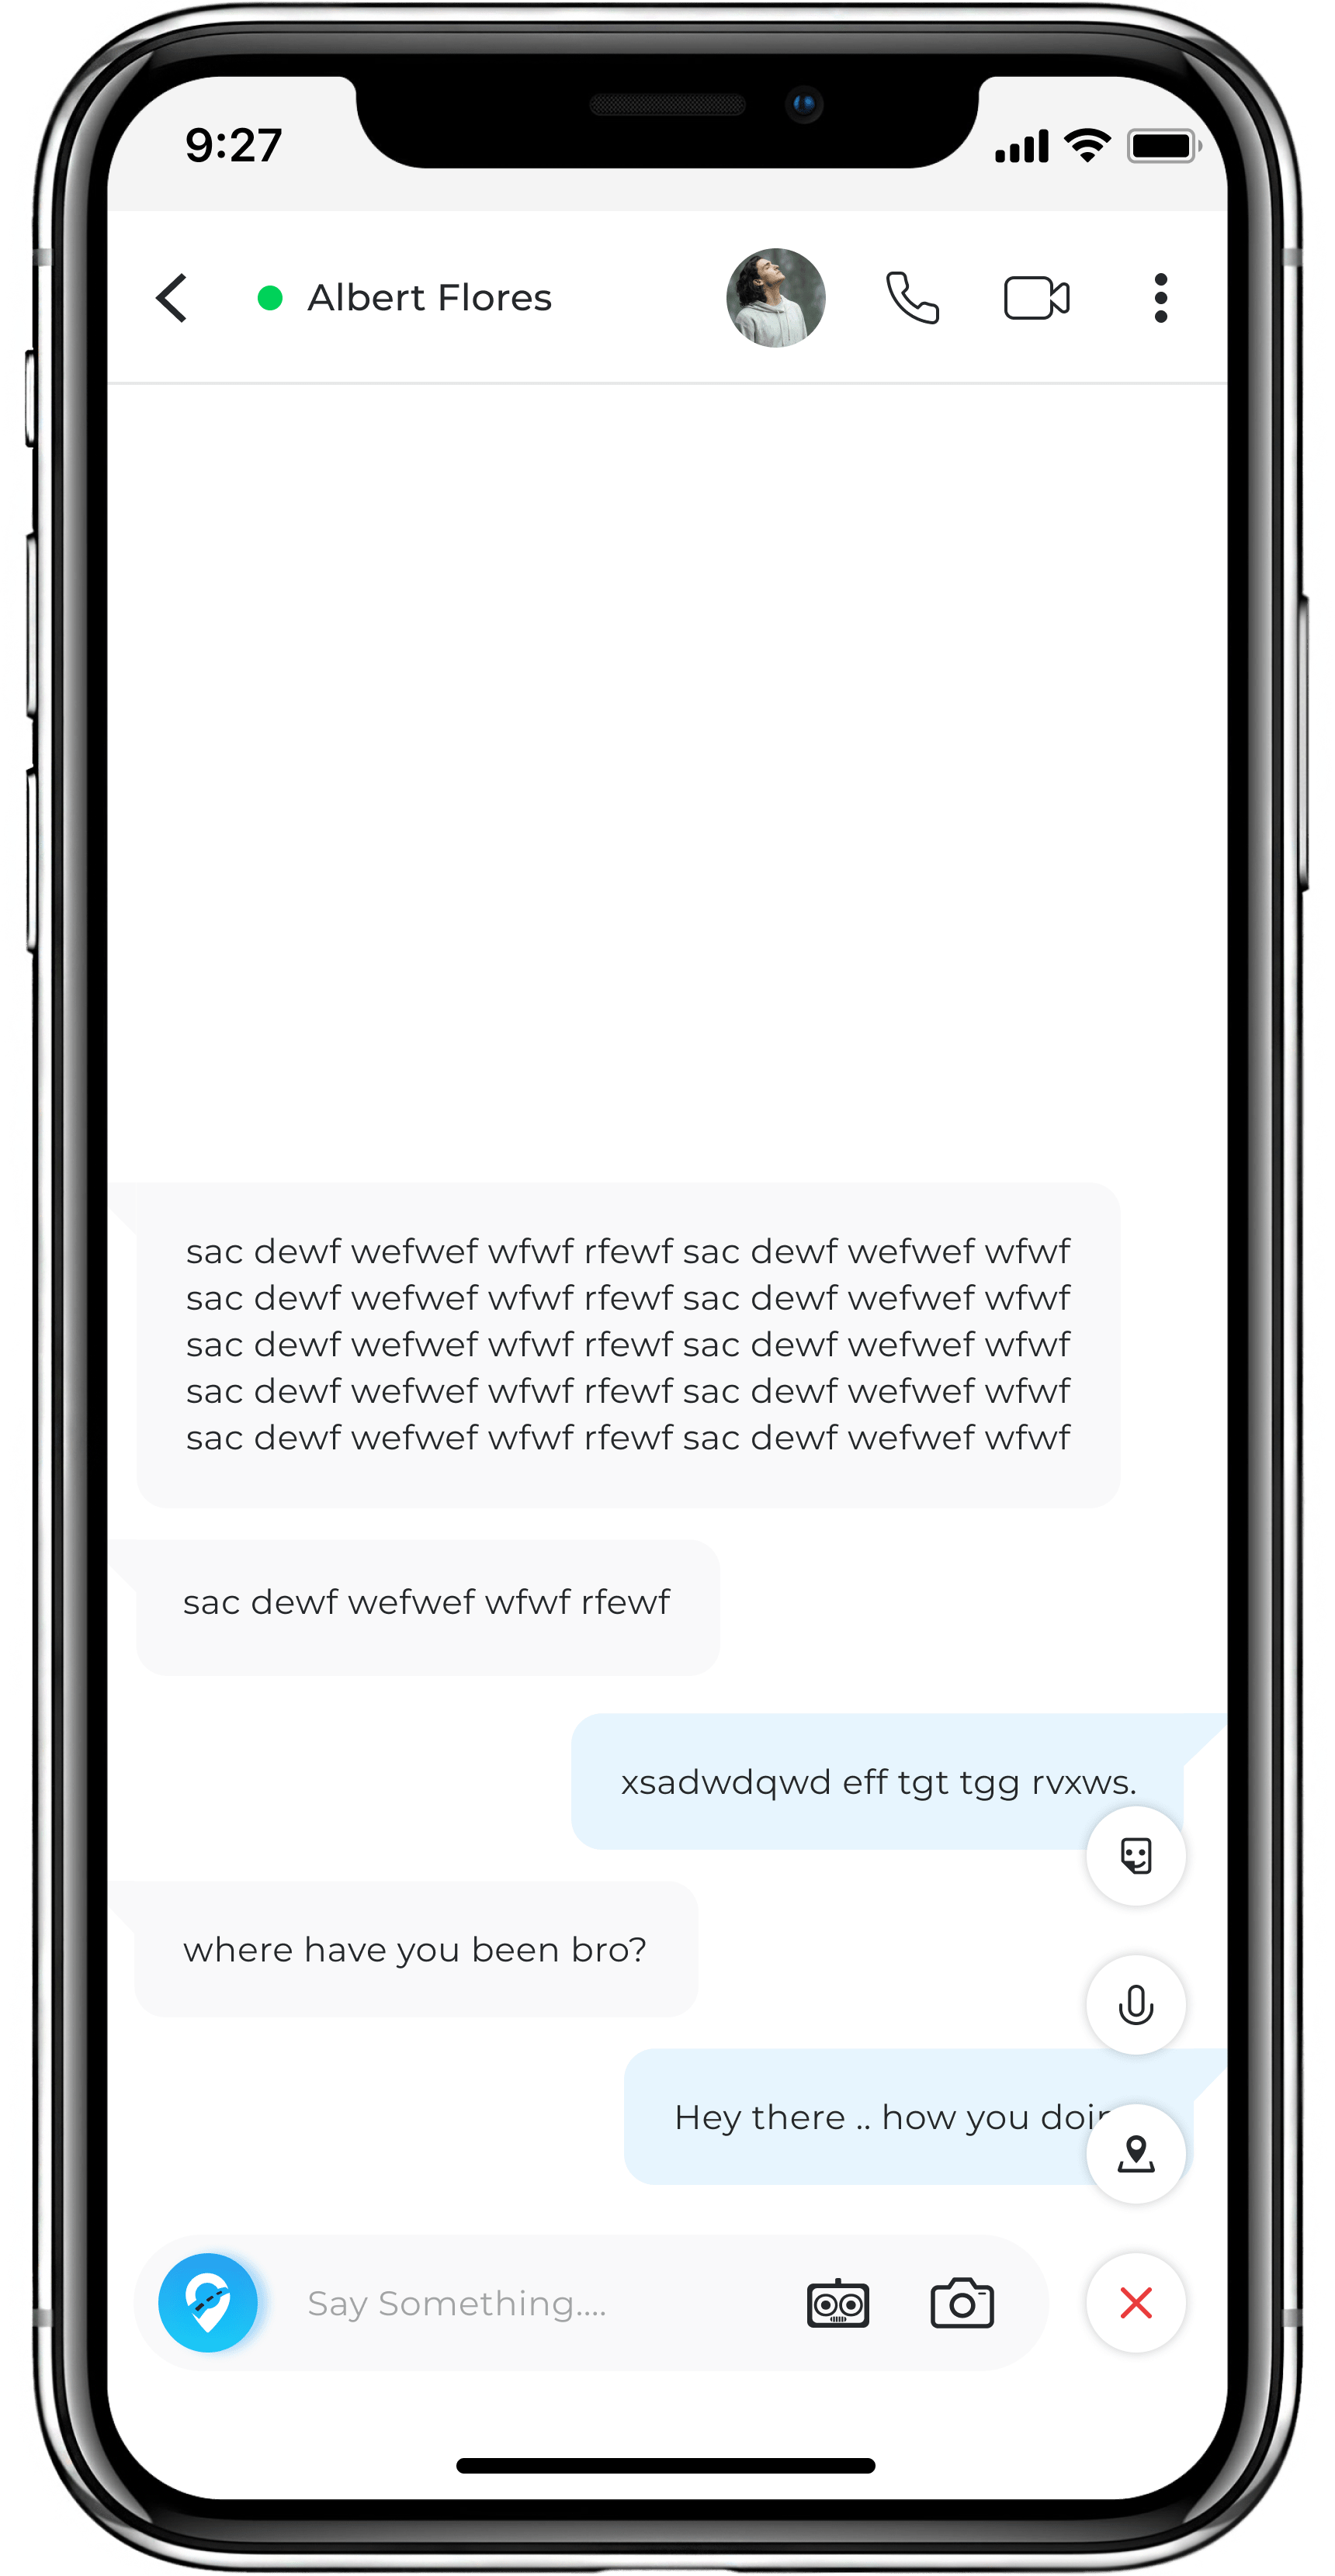 9:27
Albert Flores
sac dewf wefwef wfwf rfewf sac dewf wefwef wfwf
sac dewf wefwef wfwf rfewf sac dewf wefwef wfwf
sac dewf wefwef wfwf rfewf sac dewf wefwef wfwf
sac dewf wefwef wfwf rfewf sac dewf wefwef wfwf
sac dewf wefwef wfwf rfewf sac dewf wefwef wfwf
sac dewf wefwef wfwf rfewf
xsadwdqwd eff tgt tgg rvxws.
where have you been bro?
Hey there .. how you
Say Something....